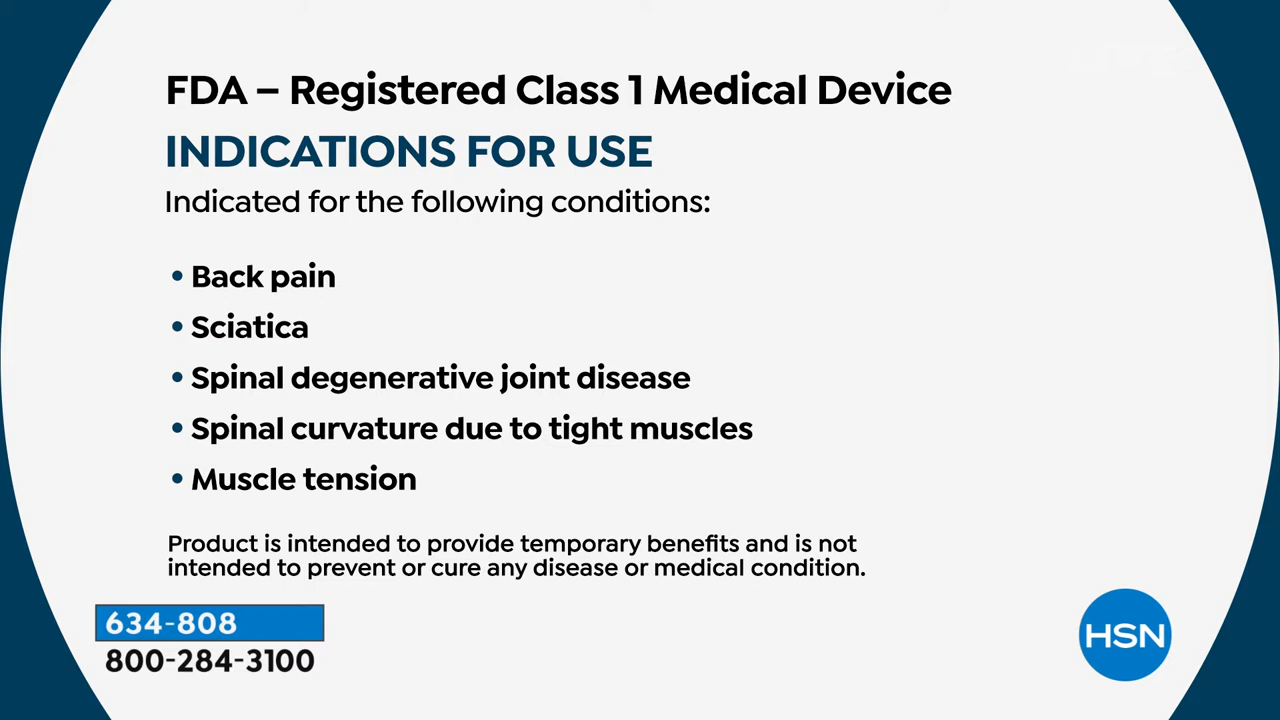 FDA – Registered Class 1 Medical Device
INDICATIONS FOR USE
Indicated for the following conditions:
• Back pain
• Sciatica
• Spinal degenerative joint disease
• Spinal curvature due to tight muscles
• Muscle tension
Product is intended to provide temporary benefits and is not
intended to prevent or cure any disease or medical condition.
634-808
800-284-3100
HSN